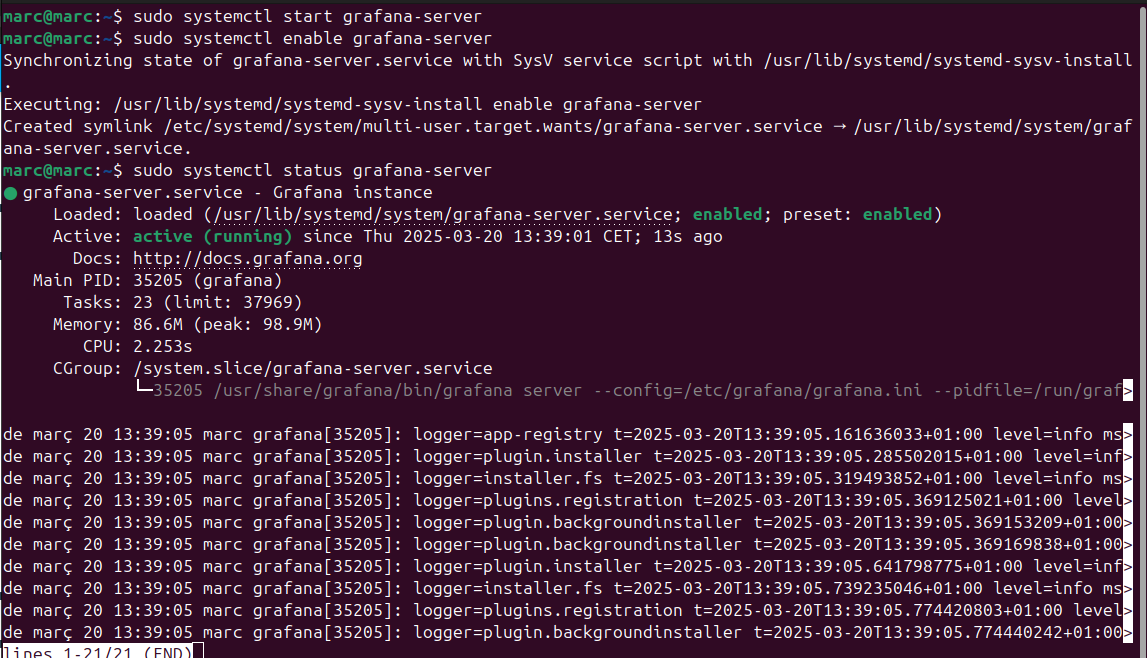 marc@marc:~$ sudo systemctl start grafana-server
marc@marc:~$ sudo systemctl enable grafana-server
Synchronizing state of grafana-server.service with SysV service script with /usr/lib/systemd/systemd-sysv-install
.
Executing: /usr/lib/systemd/systemd-sysv-install enable grafana-server
Created symlink /etc/systemd/system/multi-user.target.wants/grafana-server.service → /usr/lib/systemd/system/graf
ana-server.service.
marc@marc:~$ sudo systemctl status grafana-server
● grafana-server.service - Grafana instance
     Loaded: loaded (/usr/lib/systemd/system/grafana-server.service; enabled; preset: enabled)
     Active: active (running) since Thu 2025-03-20 13:39:01 CET; 13s ago
       Docs: http://docs.grafana.org
   Main PID: 35205 (grafana)
      Tasks: 23 (limit: 37969)
     Memory: 86.6M (peak: 98.9M)
        CPU: 2.253s
     CGroup: /system.slice/grafana-server.service
             └─35205 /usr/share/grafana/bin/grafana server --config=/etc/grafana/grafana.ini --pidfile=/run/graf>
de març 20 13:39:05 marc grafana[35205]: logger=app-registry t=2025-03-20T13:39:05.161636033+01:00 level=info ms>
de març 20 13:39:05 marc grafana[35205]: logger=plugin.installer t=2025-03-20T13:39:05.285502015+01:00 level=inf>
de març 20 13:39:05 marc grafana[35205]: logger=installer.fs t=2025-03-20T13:39:05.319493852+01:00 level=info ms>
de març 20 13:39:05 marc grafana[35205]: logger=plugins.registration t=2025-03-20T13:39:05.369125021+01:00 level>
de març 20 13:39:05 marc grafana[35205]: logger=plugin.backgroundinstaller t=2025-03-20T13:39:05.369153209+01:00>
de març 20 13:39:05 marc grafana[35205]: logger=plugin.backgroundinstaller t=2025-03-20T13:39:05.369169838+01:00>
de març 20 13:39:05 marc grafana[35205]: logger=plugin.installer t=2025-03-20T13:39:05.641798775+01:00 level=inf>
de març 20 13:39:05 marc grafana[35205]: logger=installer.fs t=2025-03-20T13:39:05.739235046+01:00 level=info ms>
de març 20 13:39:05 marc grafana[35205]: logger=plugins.registration t=2025-03-20T13:39:05.774420803+01:00 level>
de març 20 13:39:05 marc grafana[35205]: logger=plugin.backgroundinstaller t=2025-03-20T13:39:05.774440242+01:00>
lines 1-21/21 (END)